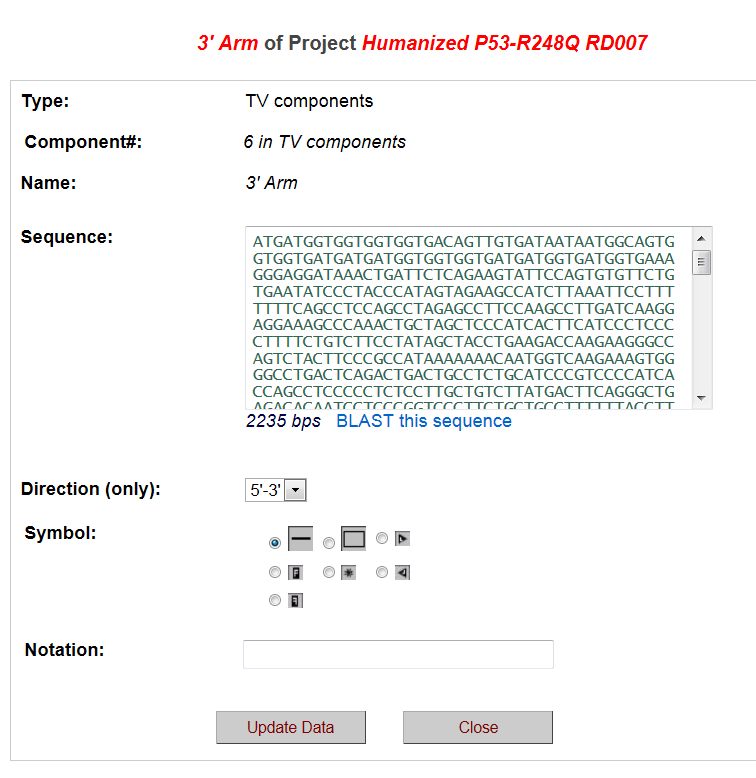 3' Arm of Project Humanized P53-R248Q RD007
Type: TV components
Component#: 6 in TV components
Name: 3' Arm
Sequence: ATGATGGTGGTGGTGGTGACAGTTGTGATAATAATGGCAGTG
GTGGTGATGATGATGGTGGTGGTGATGATGGTGATGGTGAAA
GGGAGGATAAACTGATTCTCAGAAGTATTCCAGTGTGTTCTG
TGAATATCCCTACCCATAGTAGAAGCCATCTTAAATTCCTTT
TTTTCAGCCTCCAGCCTAGAGCCTTCCAAGCCTTGATCAAGG
AGGAAAGCCCAAACTGCTAGCTCCCATCACTTCATCCCTCCC
CTTTTCTGTCTTCCTATAGCTACCTGAAGACCAAGAAGGGCC
AGTCTACTTCCCGCCATAAAAAAACAATGGTCAAGAAAGTGG
GGCCTGACTCAGACTGACTGCCTCTGCATCCCGTCCCCATCA
CCAGCCTCCCCCTCTCCTTGCTGTCTTATGACTTCAGGGCTG
AGACACAATCCTCCCGGTCCCTTCTGCTGCCTTTTTTACCTT
2235 bps BLAST this sequence
Direction (only): 5'-3'
Symbol:
Notation:
Update Data Close